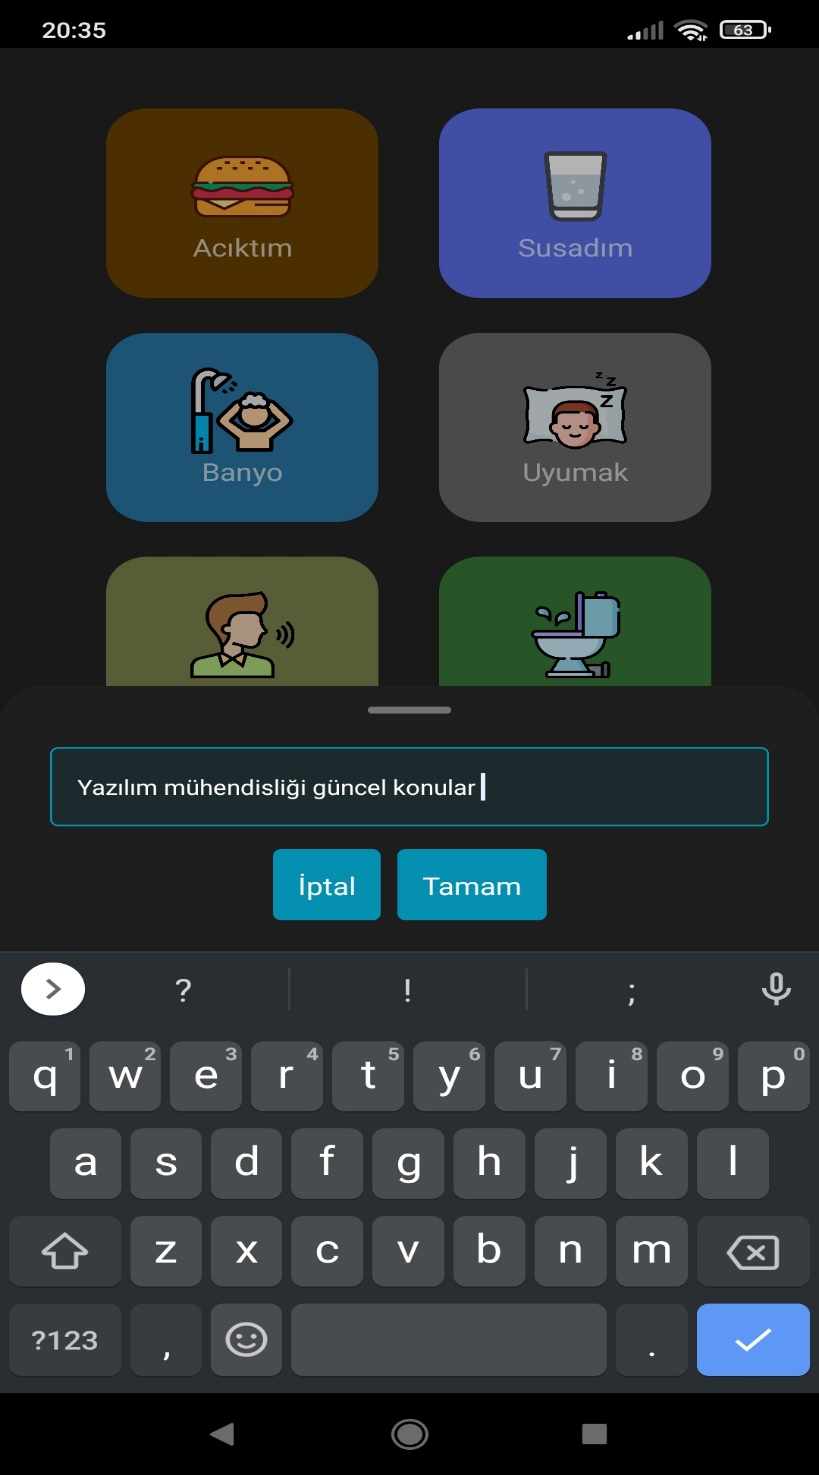 20:35
63
Acıktım
Susadım
Banyo
z z z
Uyumak
Yazılım mühendisliği güncel konular
İptal
Tamam
? ! ;
1 2 3 4 5 6 7 8 9 0
q w e r t y u i o p
a s d f g h j k l
z x c v b n m
?123 , .